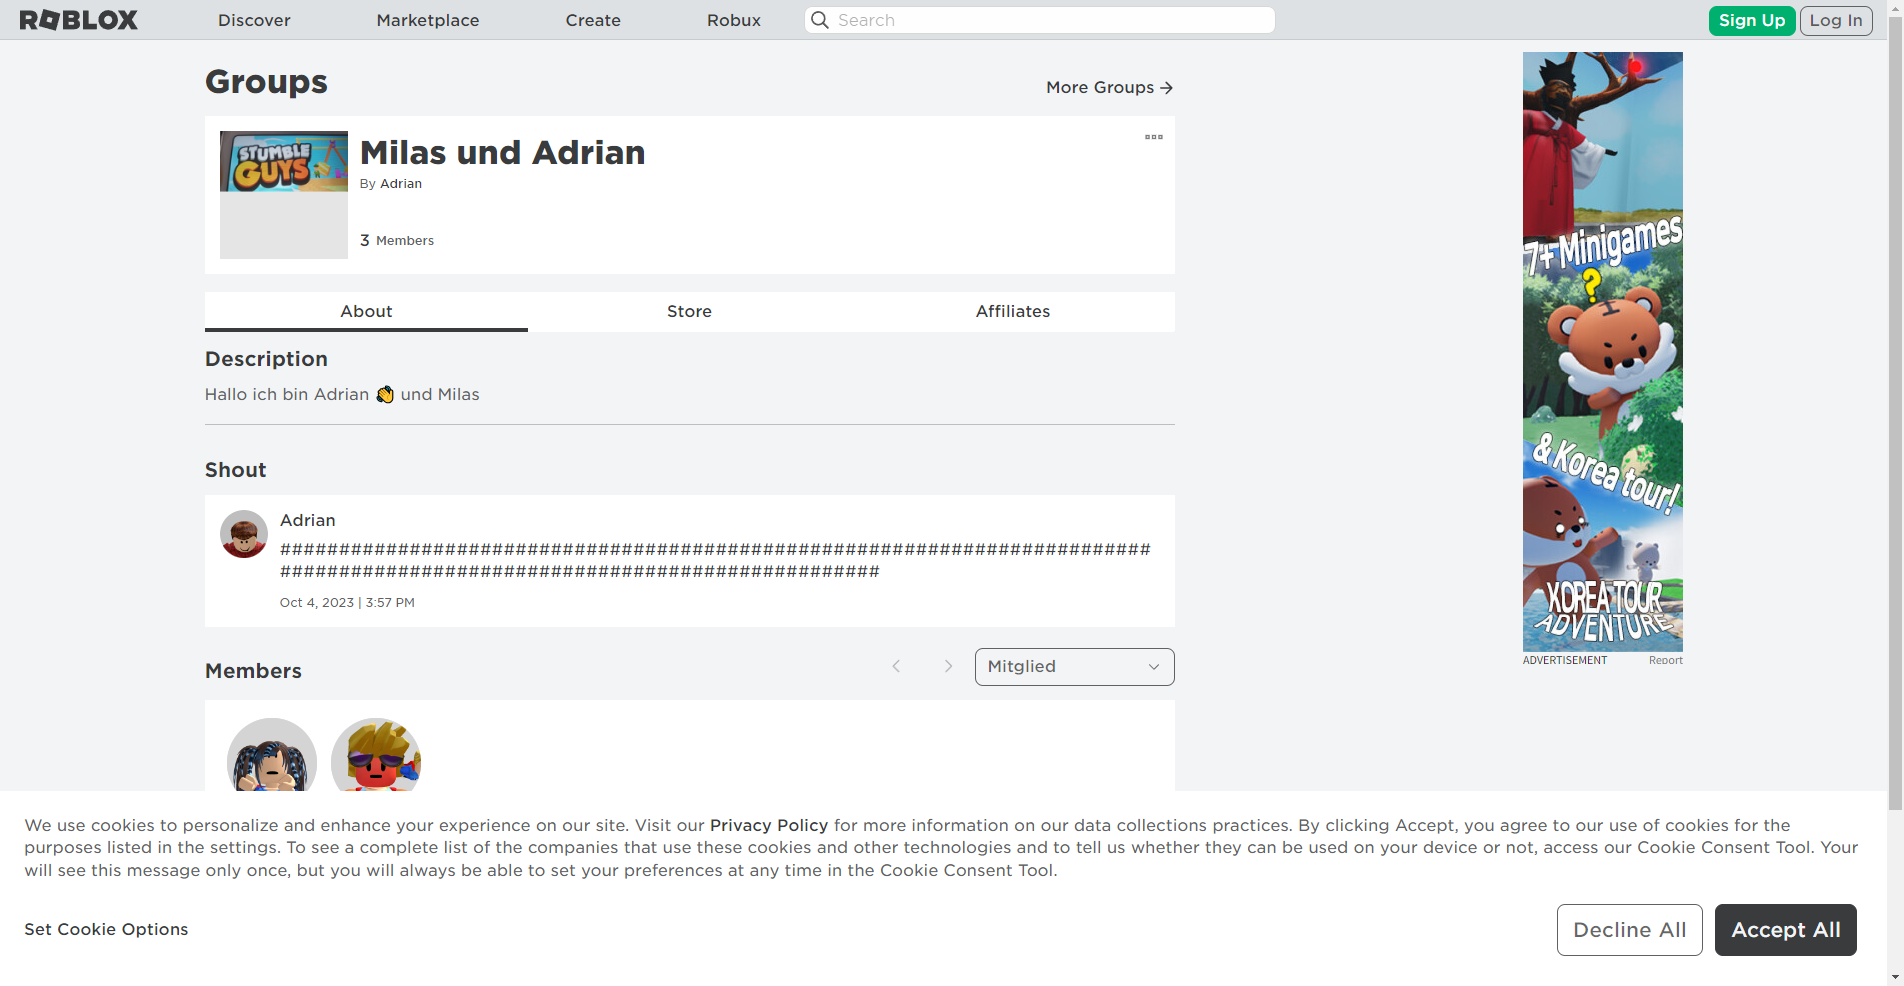 ROBLOX
Discover
Marketplace
Create
Robux
Search
Sign Up
Log In
Groups
More Groups →
STUMBLE
GUYS
Milas und Adrian
By Adrian
3 Members
About
Store
Affiliates
Description
Hallo ich bin Adrian 👏 und Milas
Shout
Adrian
##########################################################################
###################################################
Oct 4, 2023 | 3:57 PM
Members
Mitglied
7+ Minigames
?
& Korea tour!
KOREA TOUR
ADVENTURE
ADVERTISEMENT
Report
We use cookies to personalize and enhance your experience on our site. Visit our Privacy Policy for more information on our data collections practices. By clicking Accept, you agree to our use of cookies for the
purposes listed in the settings. To see a complete list of the companies that use these cookies and other technologies and to tell us whether they can be used on your device or not, access our Cookie Consent Tool. Your
will see this message only once, but you will always be able to set your preferences at any time in the Cookie Consent Tool.
Set Cookie Options
Decline All
Accept All